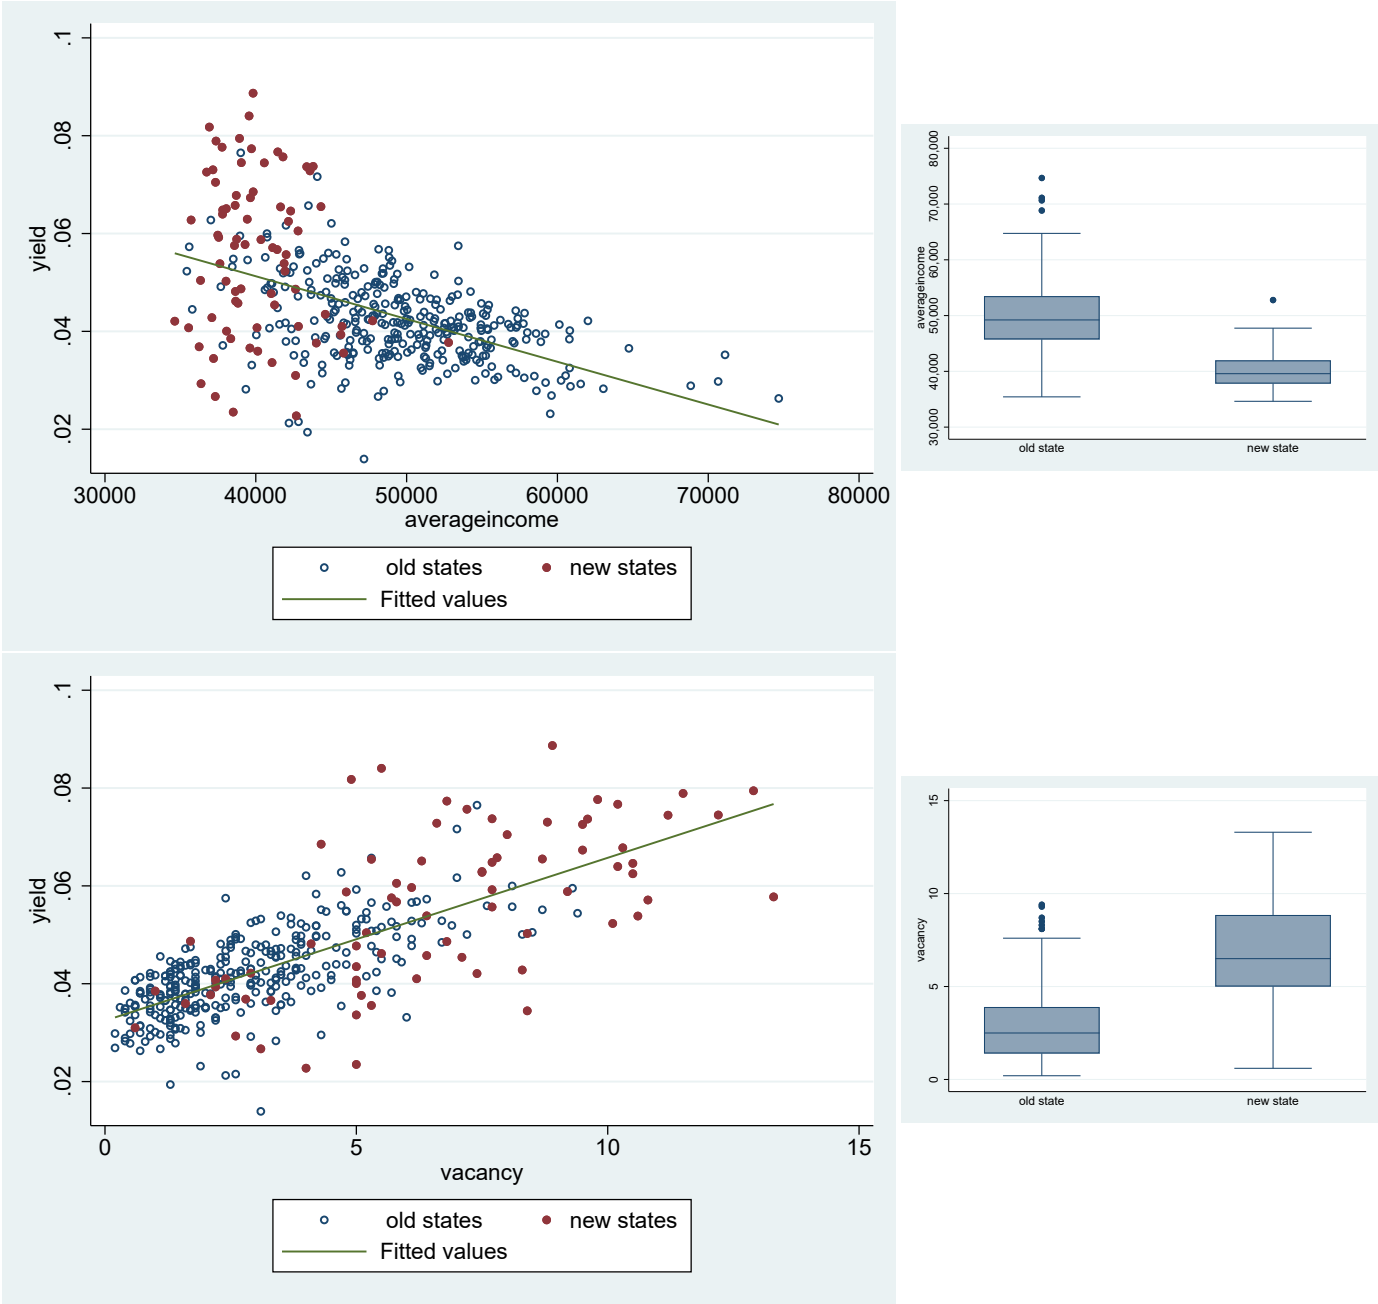 yield
.1
.08
.06
.04
.02
30000 40000 50000 60000 70000 80000
averageincome
old states new states
Fitted values
averageincome
80,000
70,000
60,000
50,000
40,000
30,000
old state new state
yield
.1
.08
.06
.04
.02
0 5 10 15
vacancy
old states new states
Fitted values
vacancy
15
10
5
0
old state new state